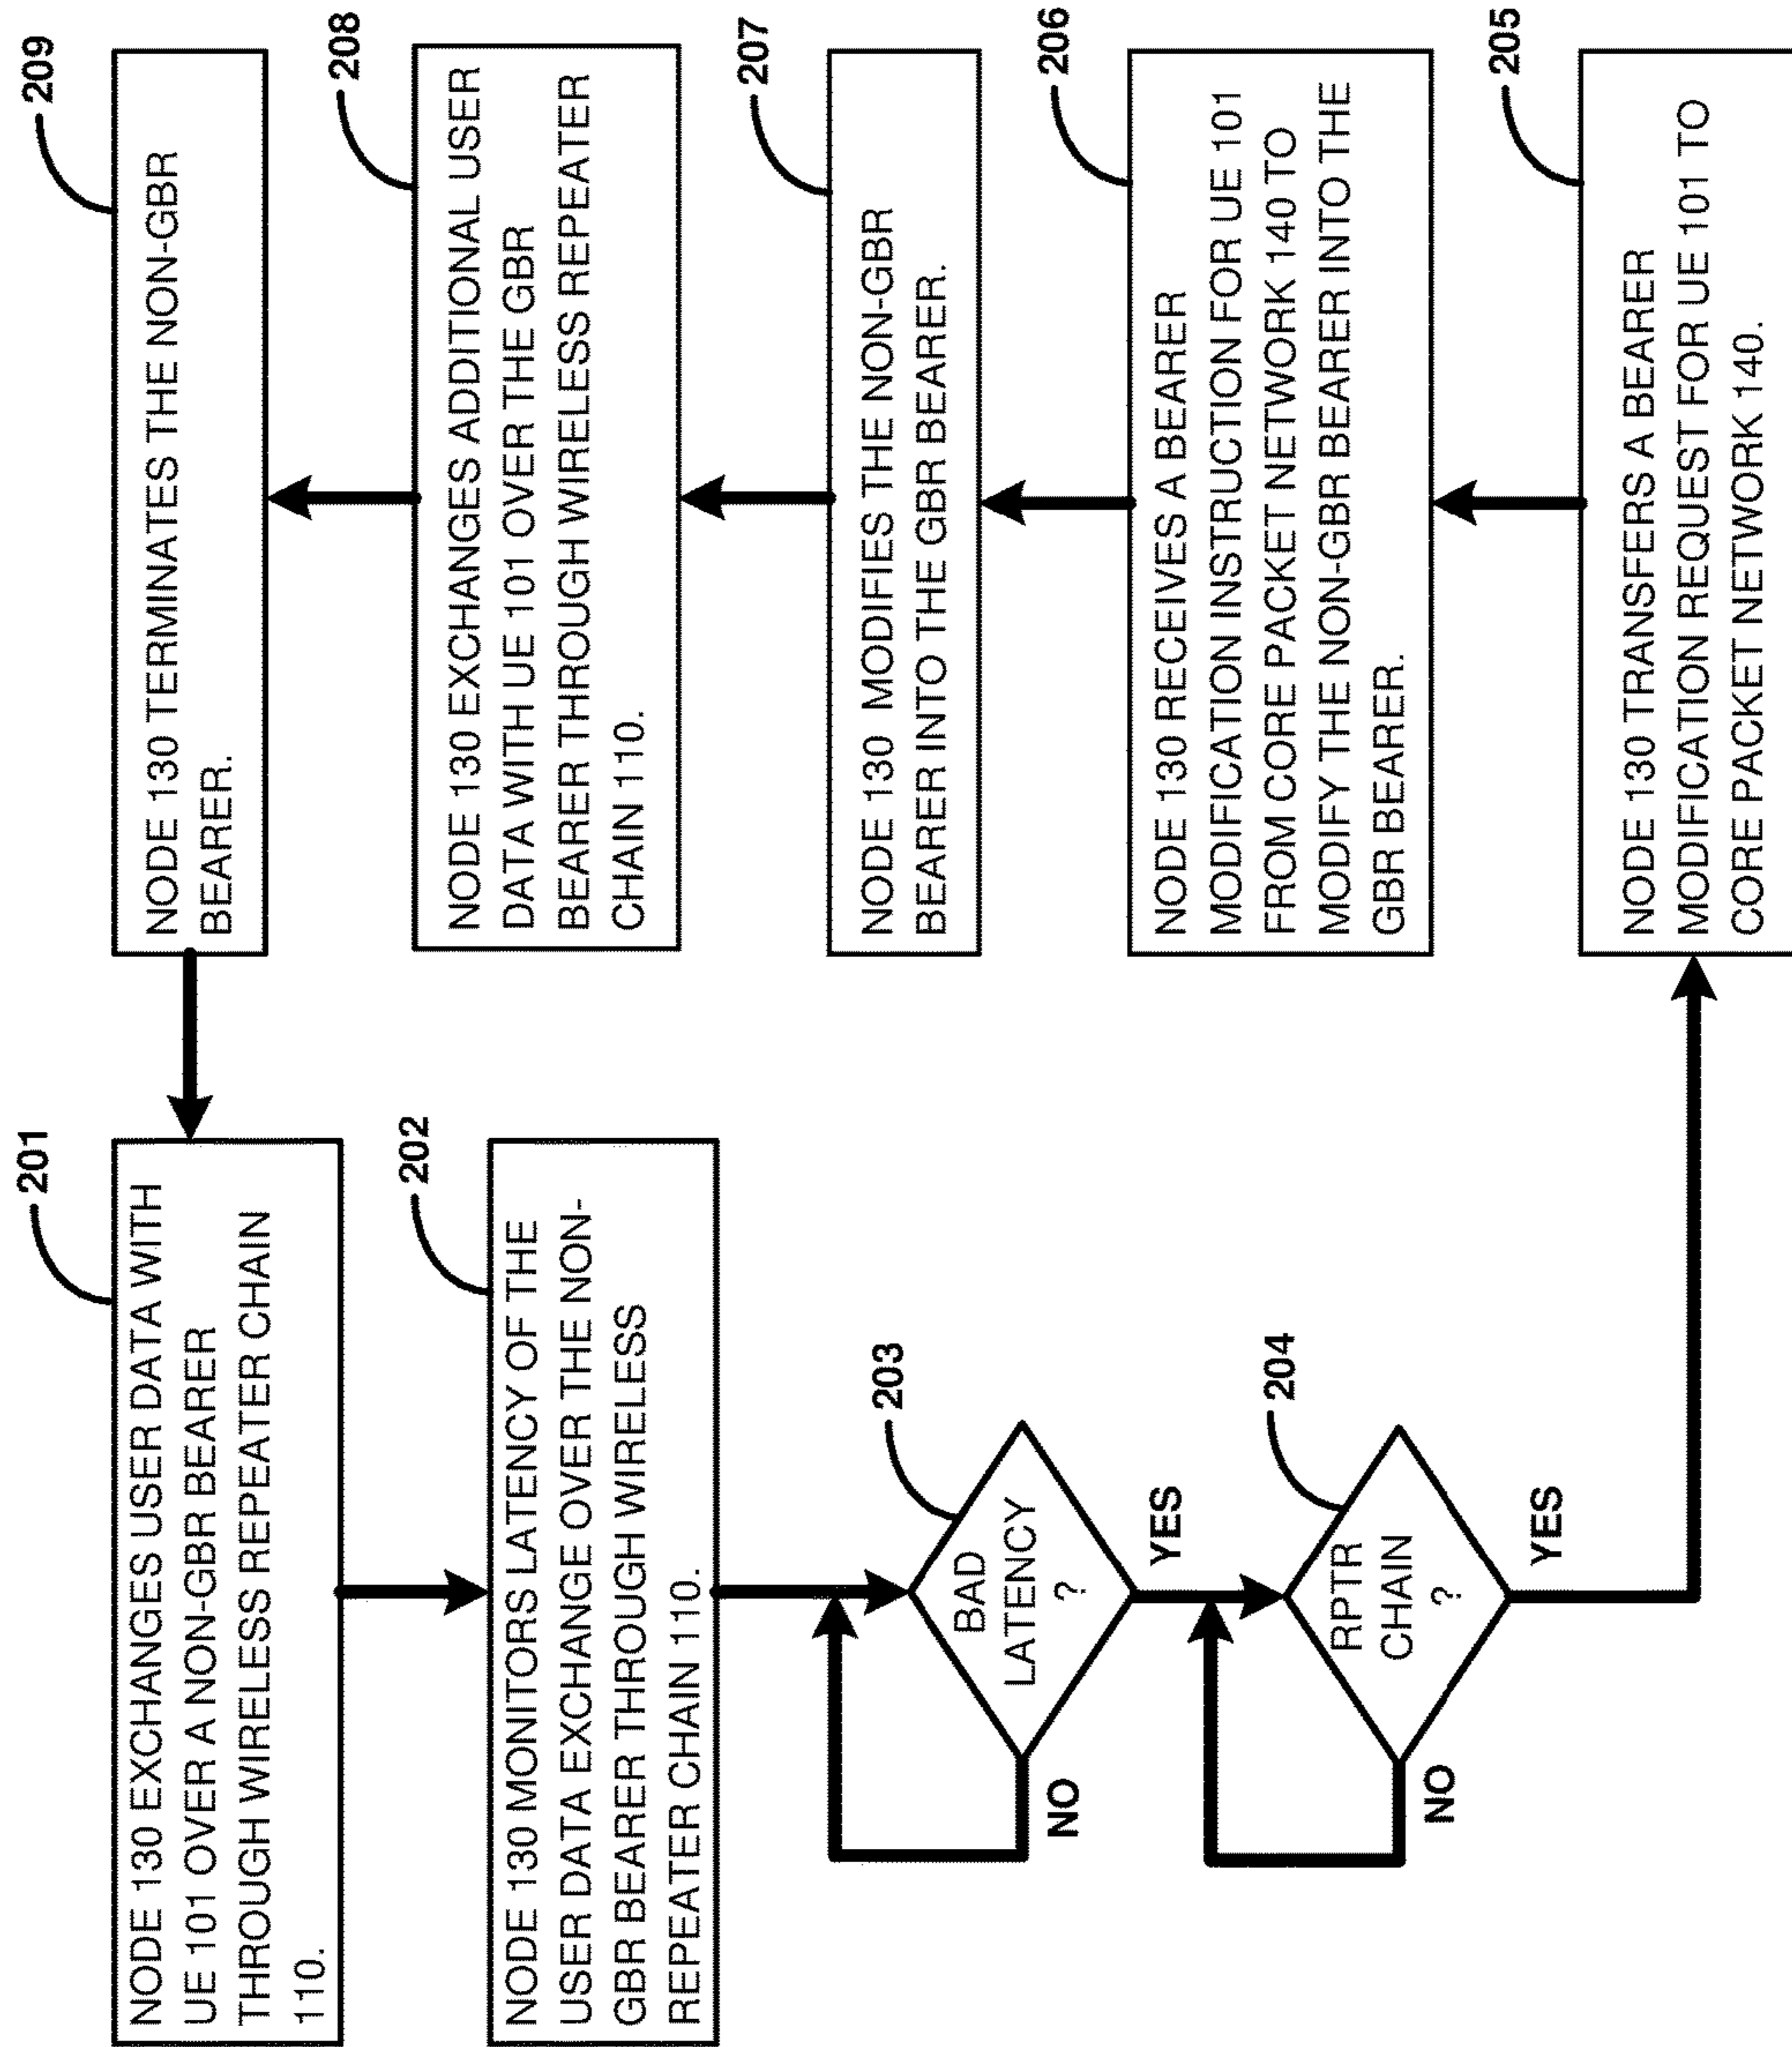 201
NODE 130 EXCHANGES USER DATA WITH
UE 101 OVER A NON-GBR BEARER
THROUGH WIRELESS REPEATER CHAIN
110.
202
NODE 130 MONITORS LATENCY OF THE
USER DATA EXCHANGE OVER THE NON-
GBR BEARER THROUGH WIRELESS
REPEATER CHAIN 110.
203
BAD
LATENCY
?
NO
YES
204
RPTR
CHAIN
?
NO
YES
205
NODE 130 TRANSFERS A BEARER
MODIFICATION REQUEST FOR UE 101 TO
CORE PACKET NETWORK 140.
206
NODE 130 RECEIVES A BEARER
MODIFICATION INSTRUCTION FOR UE 101
FROM CORE PACKET NETWORK 140 TO
MODIFY THE NON-GBR BEARER INTO THE
GBR BEARER.
207
NODE 130 MODIFIES THE NON-GBR
BEARER INTO THE GBR BEARER.
208
NODE 130 EXCHANGES ADDITIONAL USER
DATA WITH UE 101 OVER THE GBR
BEARER THROUGH WIRELESS REPEATER
CHAIN 110.
209
NODE 130 TERMINATES THE NON-GBR
BEARER.